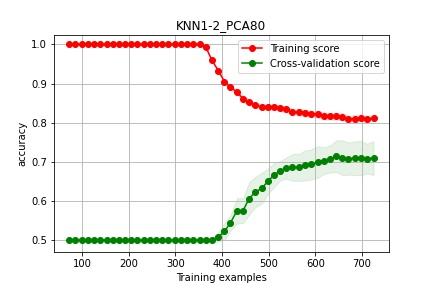 KNN1-2_PCA80
1.0
0.9
0.8
0.7
0.6
0.5
accuracy
Training score
Cross-validation score
100 200 300 400 500 600 700
Training examples